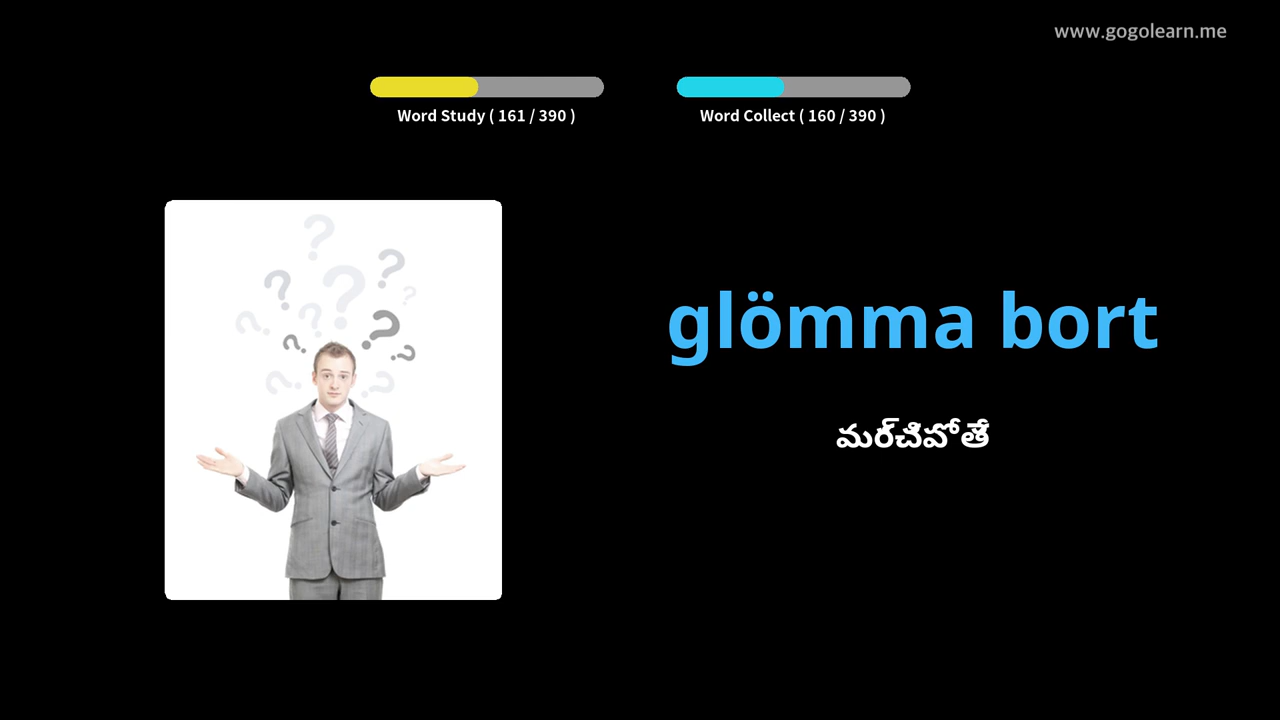 www.gogolearn.me
Word Study ( 161 / 390 )
Word Collect ( 160 / 390 )
glömma bort
మర్చిపోతే